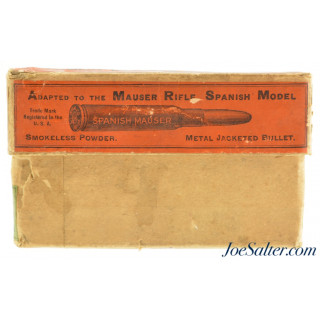 ADAPTED TO THE MAUSER RIFLE, SPANISH MODEL
Trade Mark
Registered in the
U. S. A.
SPANISH MAUSER
SMOKELESS POWDER.
METAL JACKETED BULLET.
JoeSalter.com